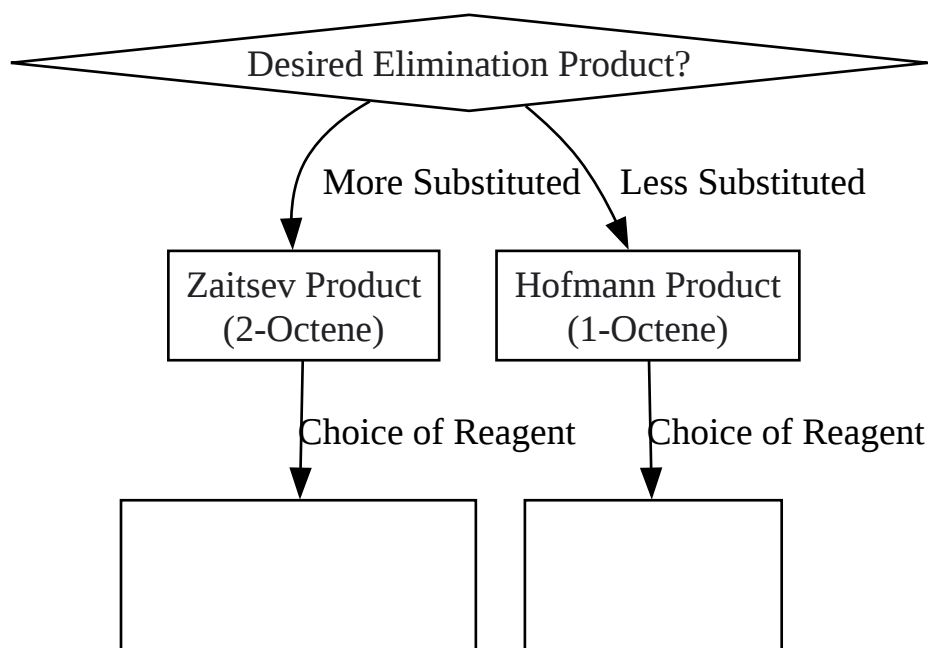 Desired Elimination Product?
More Substituted
Less Substituted
Zaitsev Product
(2-Octene)
Hofmann Product
(1-Octene)
Choice of Reagent
Choice of Reagent